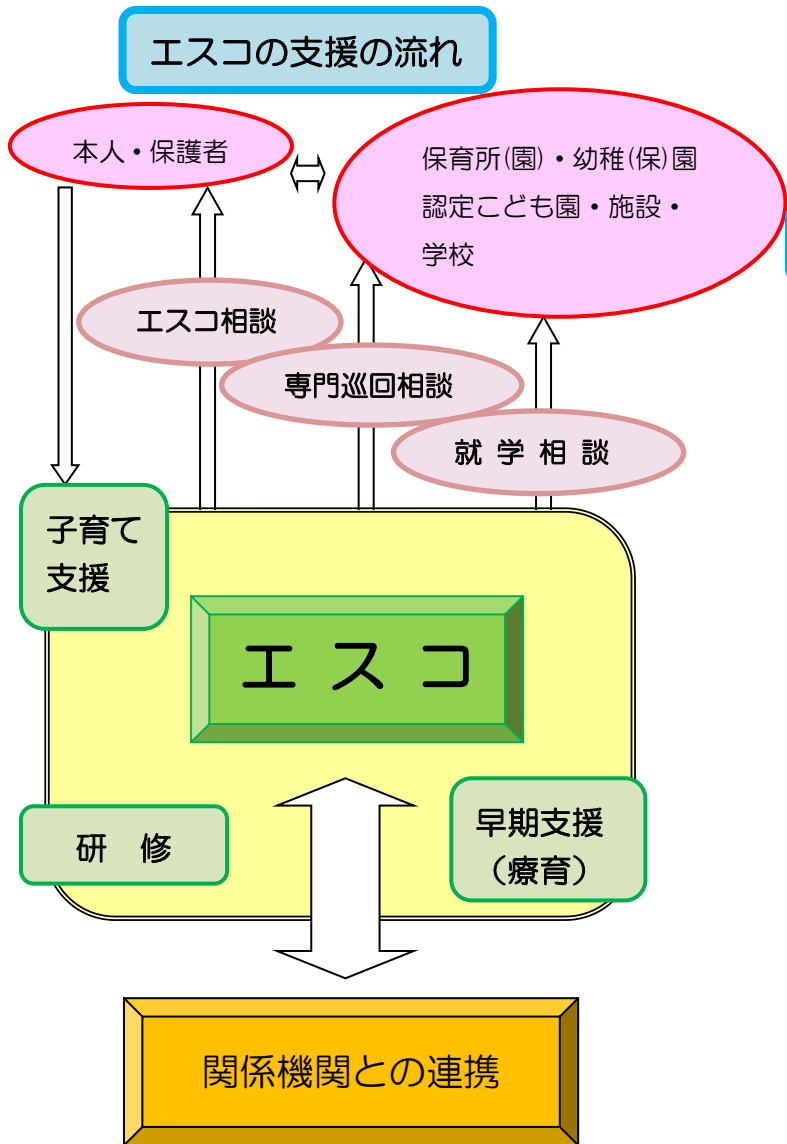 エスコの支援の流れ
本人・保護者
保育所(園)・幼稚(保)園
認定こども園・施設・
学校
エスコ相談
専門巡回相談
就 学 相 談
子育て
支援
エ ス コ
研　修
早期支援
（療育）
関係機関との連携